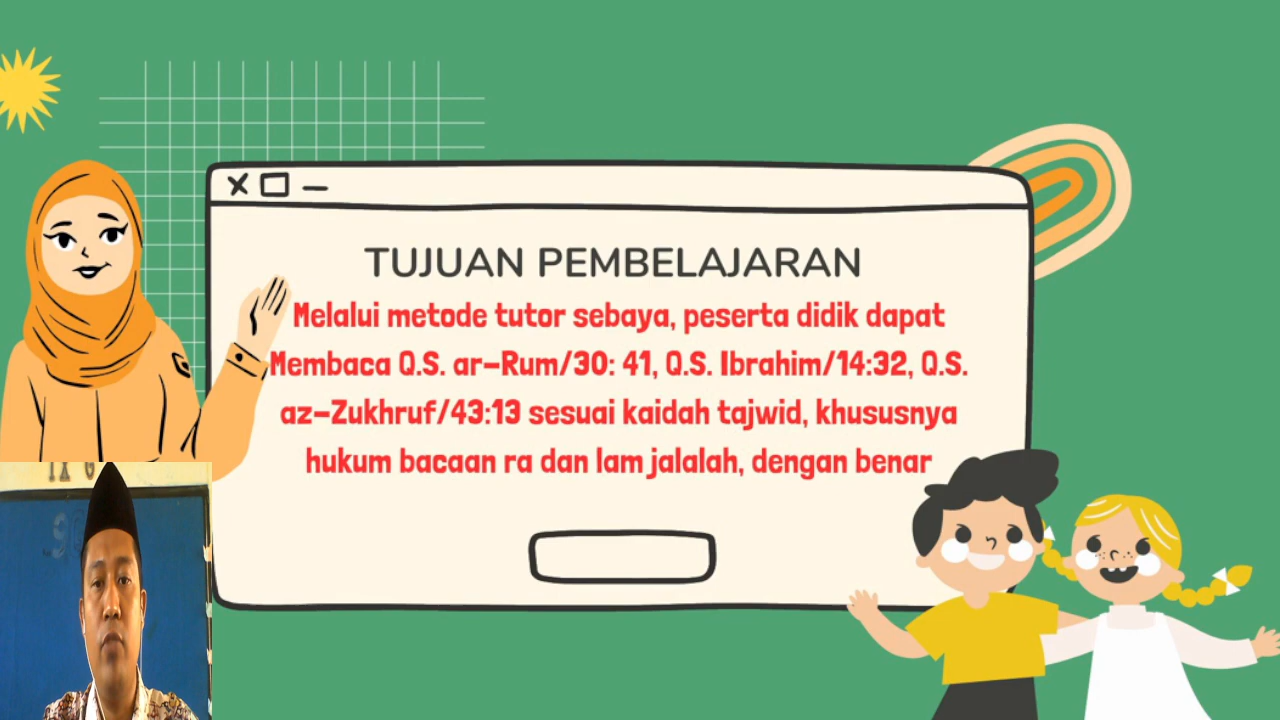 TUJUAN PEMBELAJARAN
Melalui metode tutor sebaya, peserta didik dapat
Membaca Q.S. ar-Rum/30: 41, Q.S. Ibrahim/14:32, Q.S.
az-Zukhruf/43:13 sesuai kaidah tajwid, khususnya
hukum bacaan ra dan lam jalalah, dengan benar